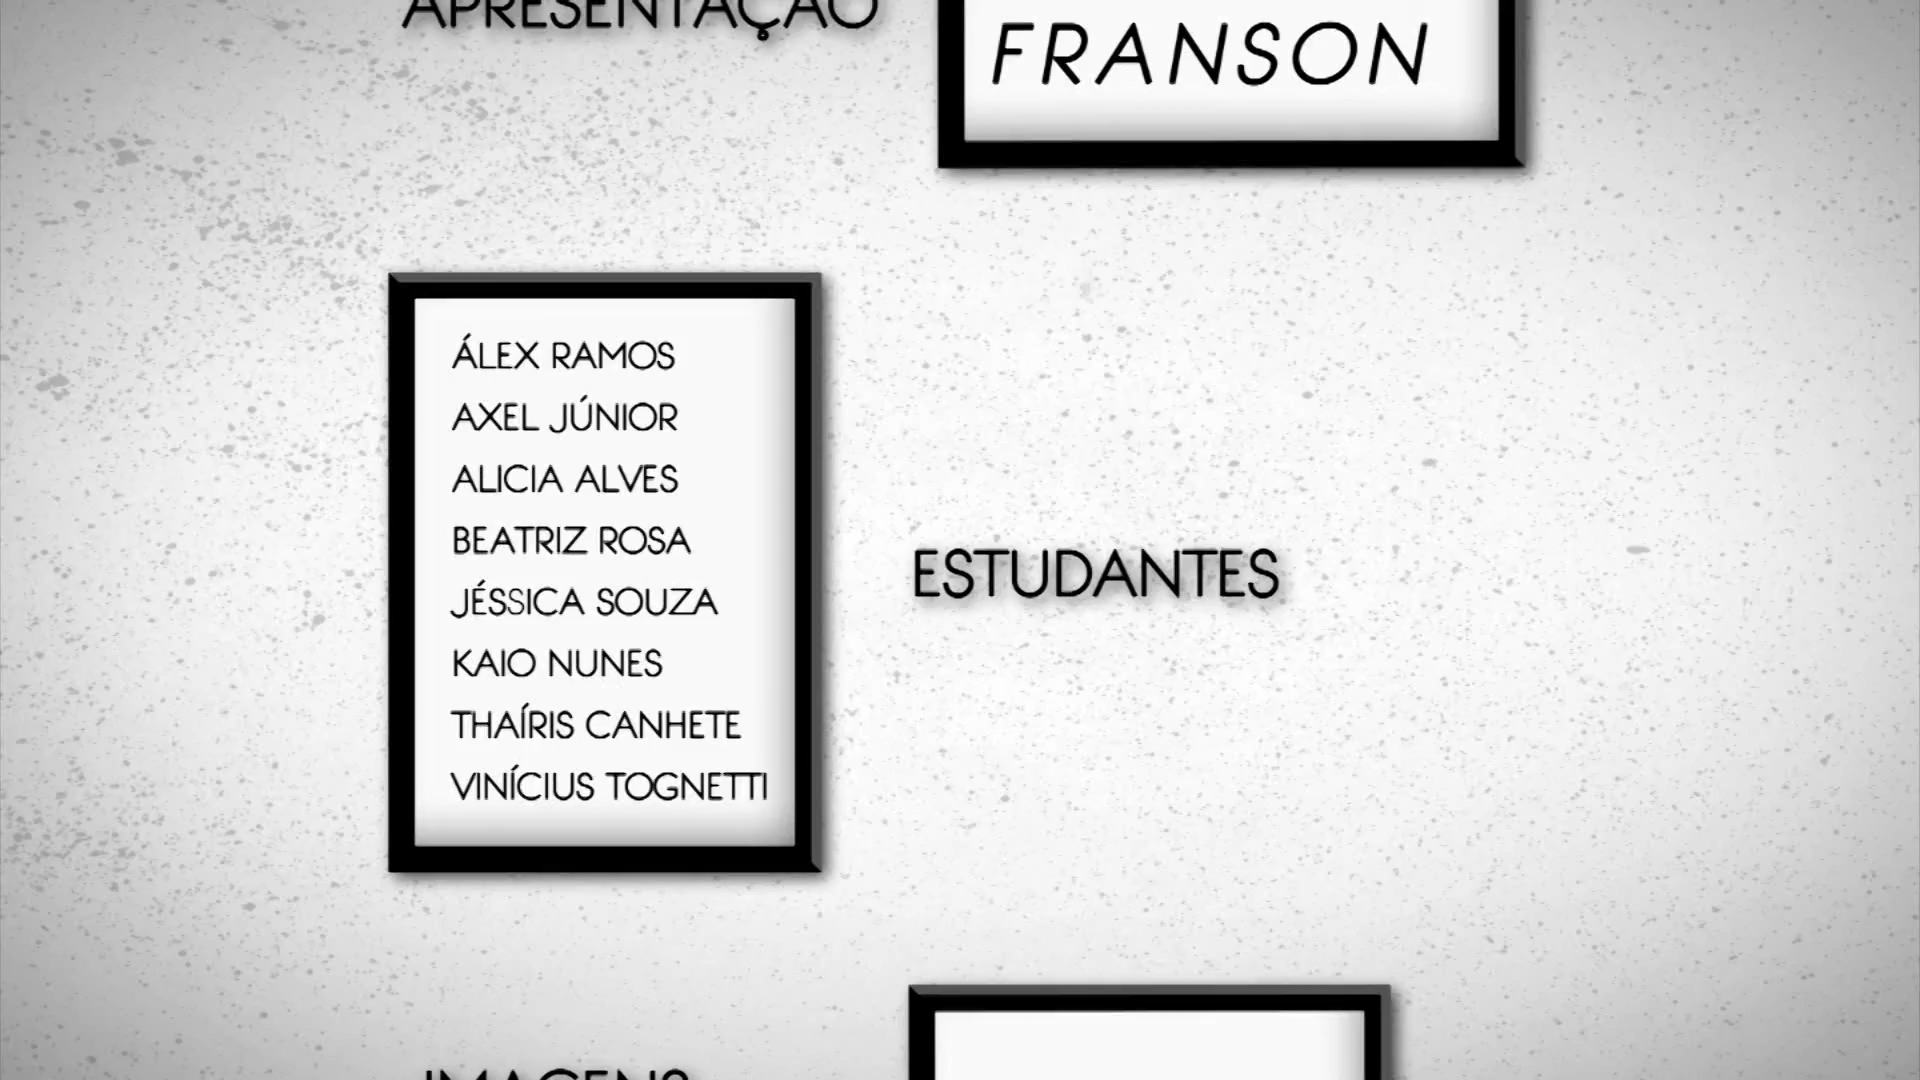 APRESENTAÇÃO
FRANSON
ÁLEX RAMOS
AXEL JÚNIOR
ALICIA ALVES
BEATRIZ ROSA
JÉSSICA SOUZA
KAIO NUNES
THAÍRIS CANHETE
VINÍCIUS TOGNETTI
ESTUDANTES
IMAGENS